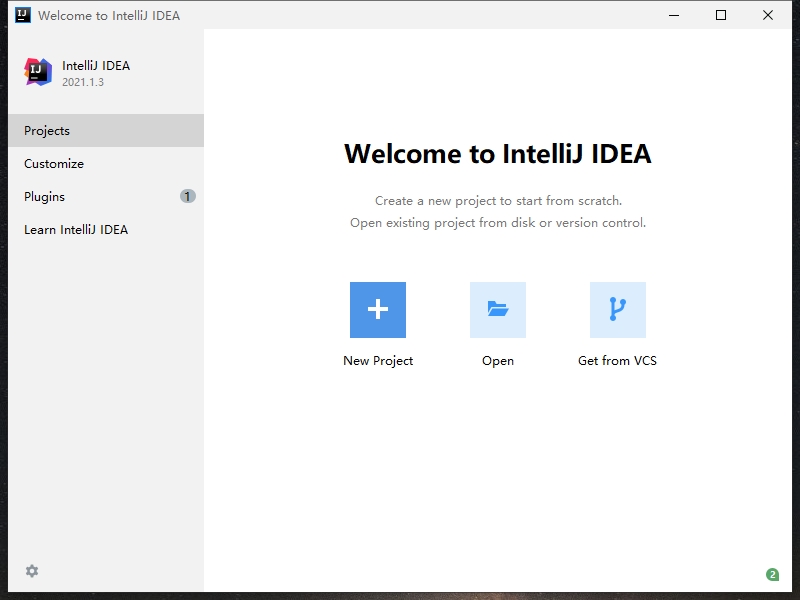 Welcome to IntelliJ IDEA
IntelliJ IDEA
2021.1.3
Projects
Customize
Plugins 1
Learn IntelliJ IDEA
Welcome to IntelliJ IDEA
Create a new project to start from scratch.
Open existing project from disk or version control.
New Project
Open
Get from VCS
2